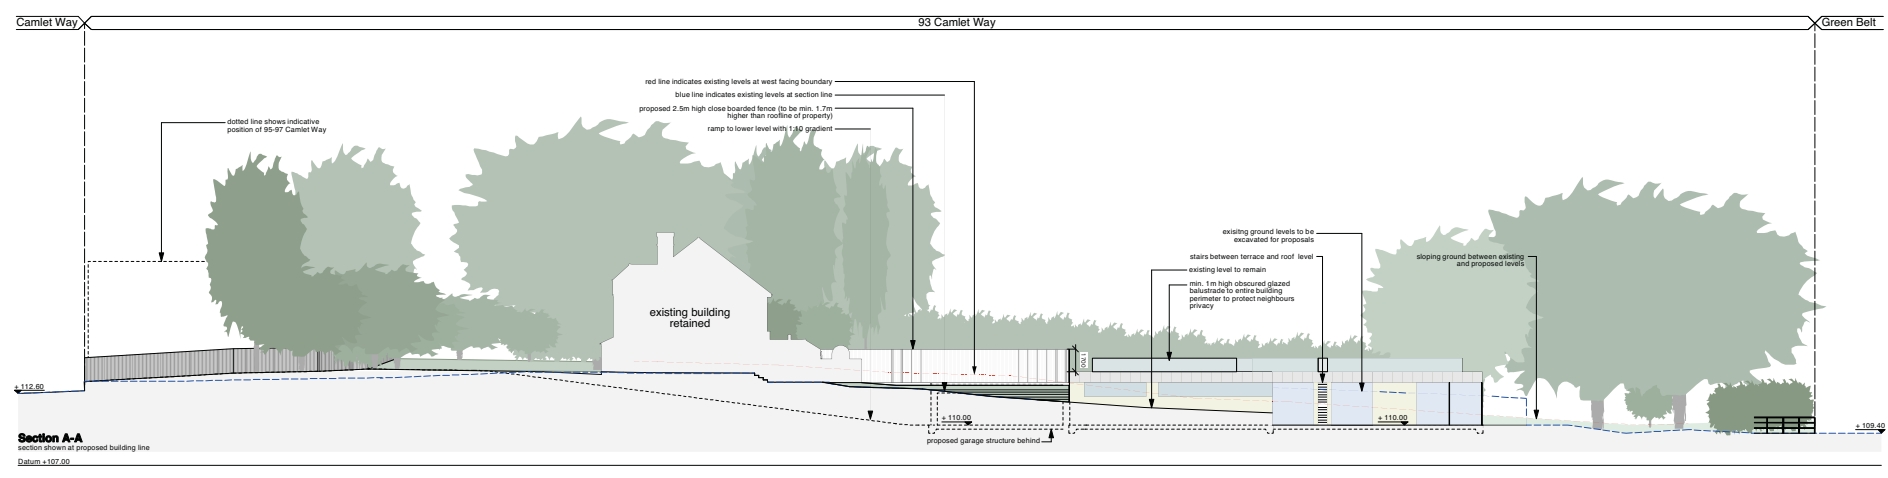 Camlet Way
93 Camlet Way
Green Belt
red line indicates existing levels at west facing boundary
blue line indicates existing levels at section line
proposed 2.5m high close boarded fence (to be min. 1.7m
higher than roofline of property)
ramp to lower level with 1:10 gradient
dotted line shows indicative
position of 95-97 Camlet Way
exisitng ground levels to be
excavated for proposals
stairs between terrace and roof level
existing level to remain
min. 1m high obscured glazed
balustrade to entire building
perimeter to protect neighbours
privacy
sloping ground between existing
and proposed levels
existing building
retained
1700
+ 112.60
+ 110.00
+ 110.00
+ 109.40
proposed garage structure behind
Section A-A
section shown at proposed building line
Datum +107.00